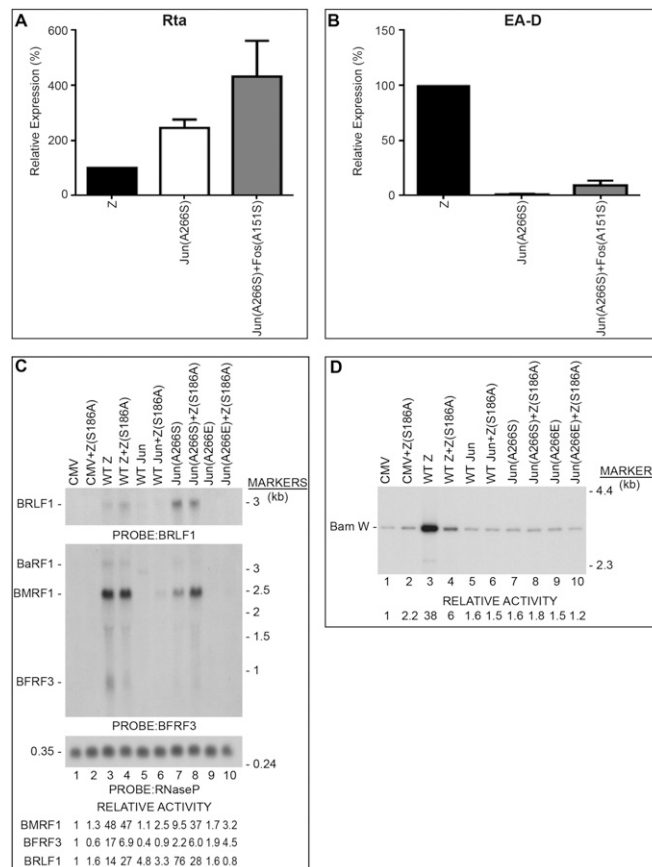 A
Rta
Relative Expression (%)
600
400
200
0
Z
Jun(A266S)
Jun(A266S)+Fos(A151S)
B
EA-D
Relative Expression (%)
150
100
50
0
Z
Jun(A266S)
Jun(A266S)+Fos(A151S)
C
CMV
CMV+Z(S186A)
WT Z
WT Z+Z(S186A)
WT Jun
WT Jun+Z(S186A)
Jun(A266S)
Jun(A266S)+Z(S186A)
Jun(A266E)
Jun(A266E)+Z(S186A)
MARKERS
(kb)
BRLF1 -
- 3
PROBE:BRLF1
BaRF1 -
- 3
BMRF1 -
- 2.5
- 2
- 1.5
- 1
BFRF3 -
PROBE:BFRF3
0.35 -
- 0.24
1 2 3 4 5 6 7 8 9 10
PROBE:RNaseP
RELATIVE ACTIVITY
BMRF1 1 1.3 48 47 1.1 2.5 9.5 37 1.7 3.2
BFRF3 1 0.6 17 6.9 0.4 0.9 2.2 6.0 1.9 4.5
BRLF1 1 1.6 14 27 4.8 3.3 76 28 1.6 0.8
D
CMV
CMV+Z(S186A)
WT Z
WT Z+Z(S186A)
WT Jun
WT Jun+Z(S186A)
Jun(A266S)
Jun(A266S)+Z(S186A)
Jun(A266E)
Jun(A266E)+Z(S186A)
MARKER
(kb)
- 4.4
Bam W -
- 2.3
1 2 3 4 5 6 7 8 9 10
RELATIVE ACTIVITY
1 2.2 38 6 1.6 1.5 1.6 1.8 1.5 1.2